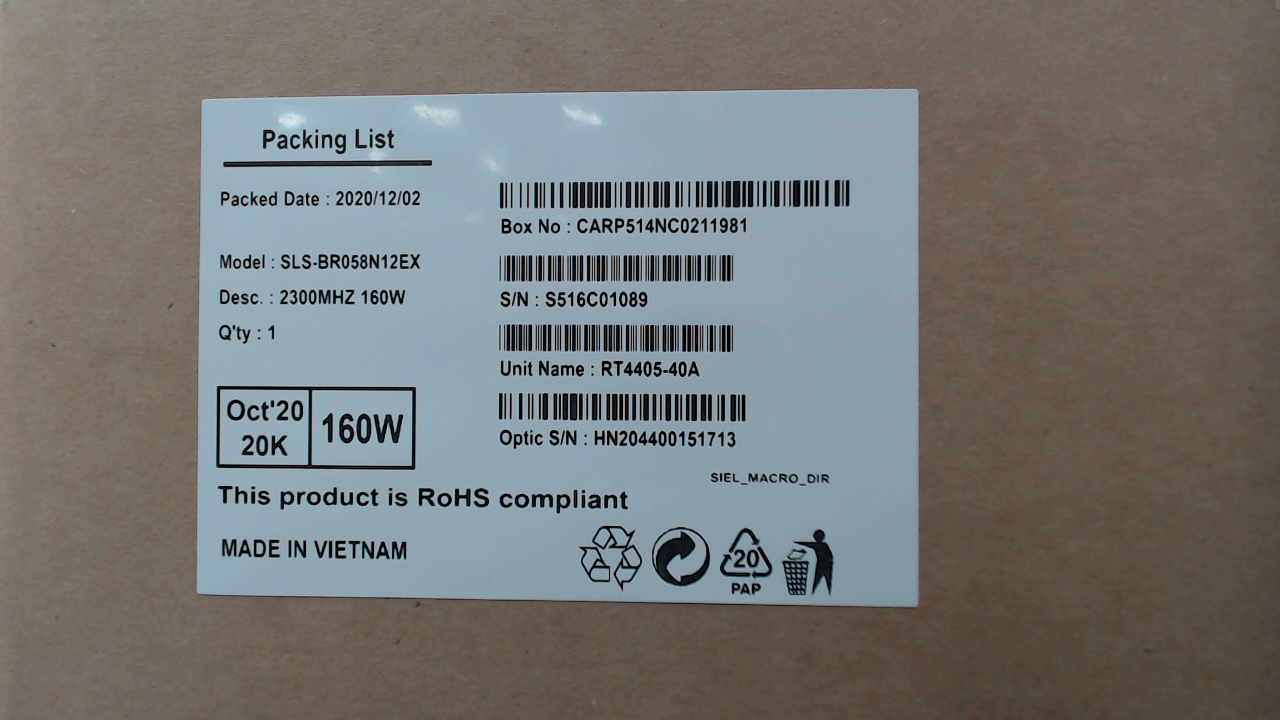 Packing List
Packed Date : 2020/12/02
Model : SLS-BR058N12EX
Desc. : 2300MHZ 160W
Q'ty : 1
Box No : CARP514NC0211981
S/N : S516C01089
Unit Name : RT4405-40A
Optic S/N : HN204400151713
Oct'20
20K
160W
SIEL_MACRO_DIR
This product is RoHS compliant
MADE IN VIETNAM
20
PAP